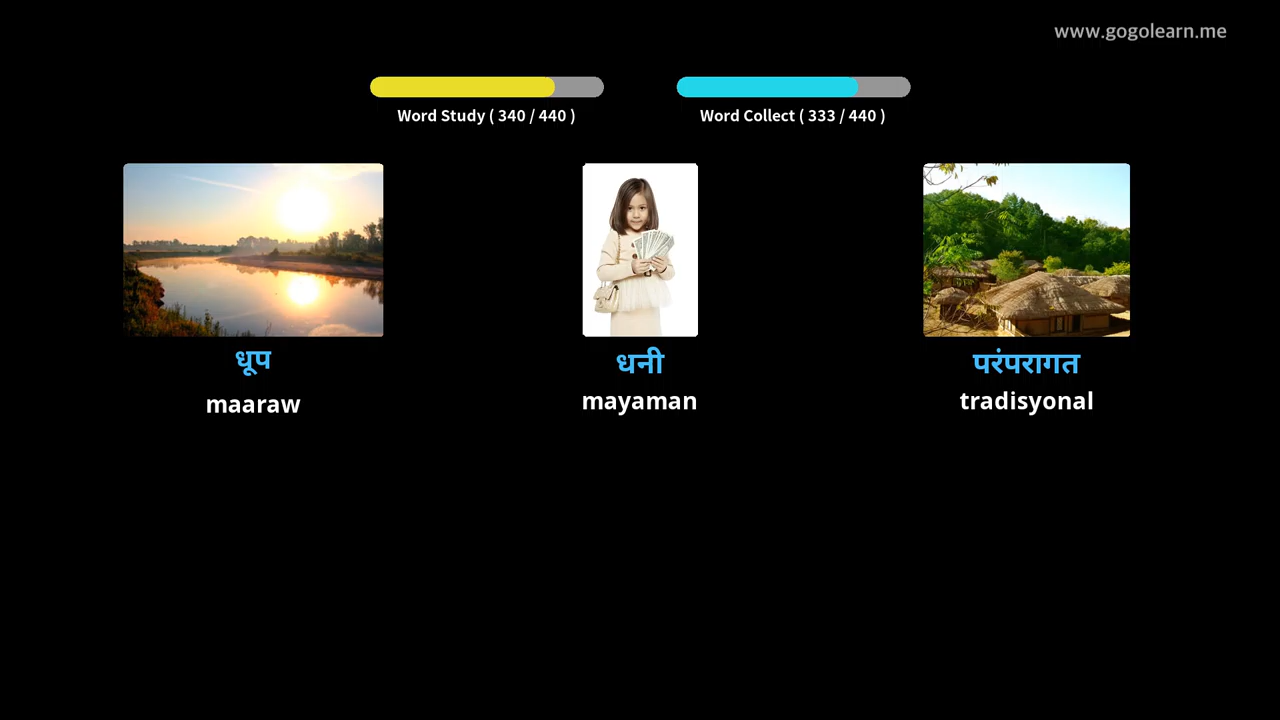 www.gogolearn.me
Word Study ( 340 / 440 )
Word Collect ( 333 / 440 )
धूप
धनी
परंपरागत
maaraw
mayaman
tradisyonal